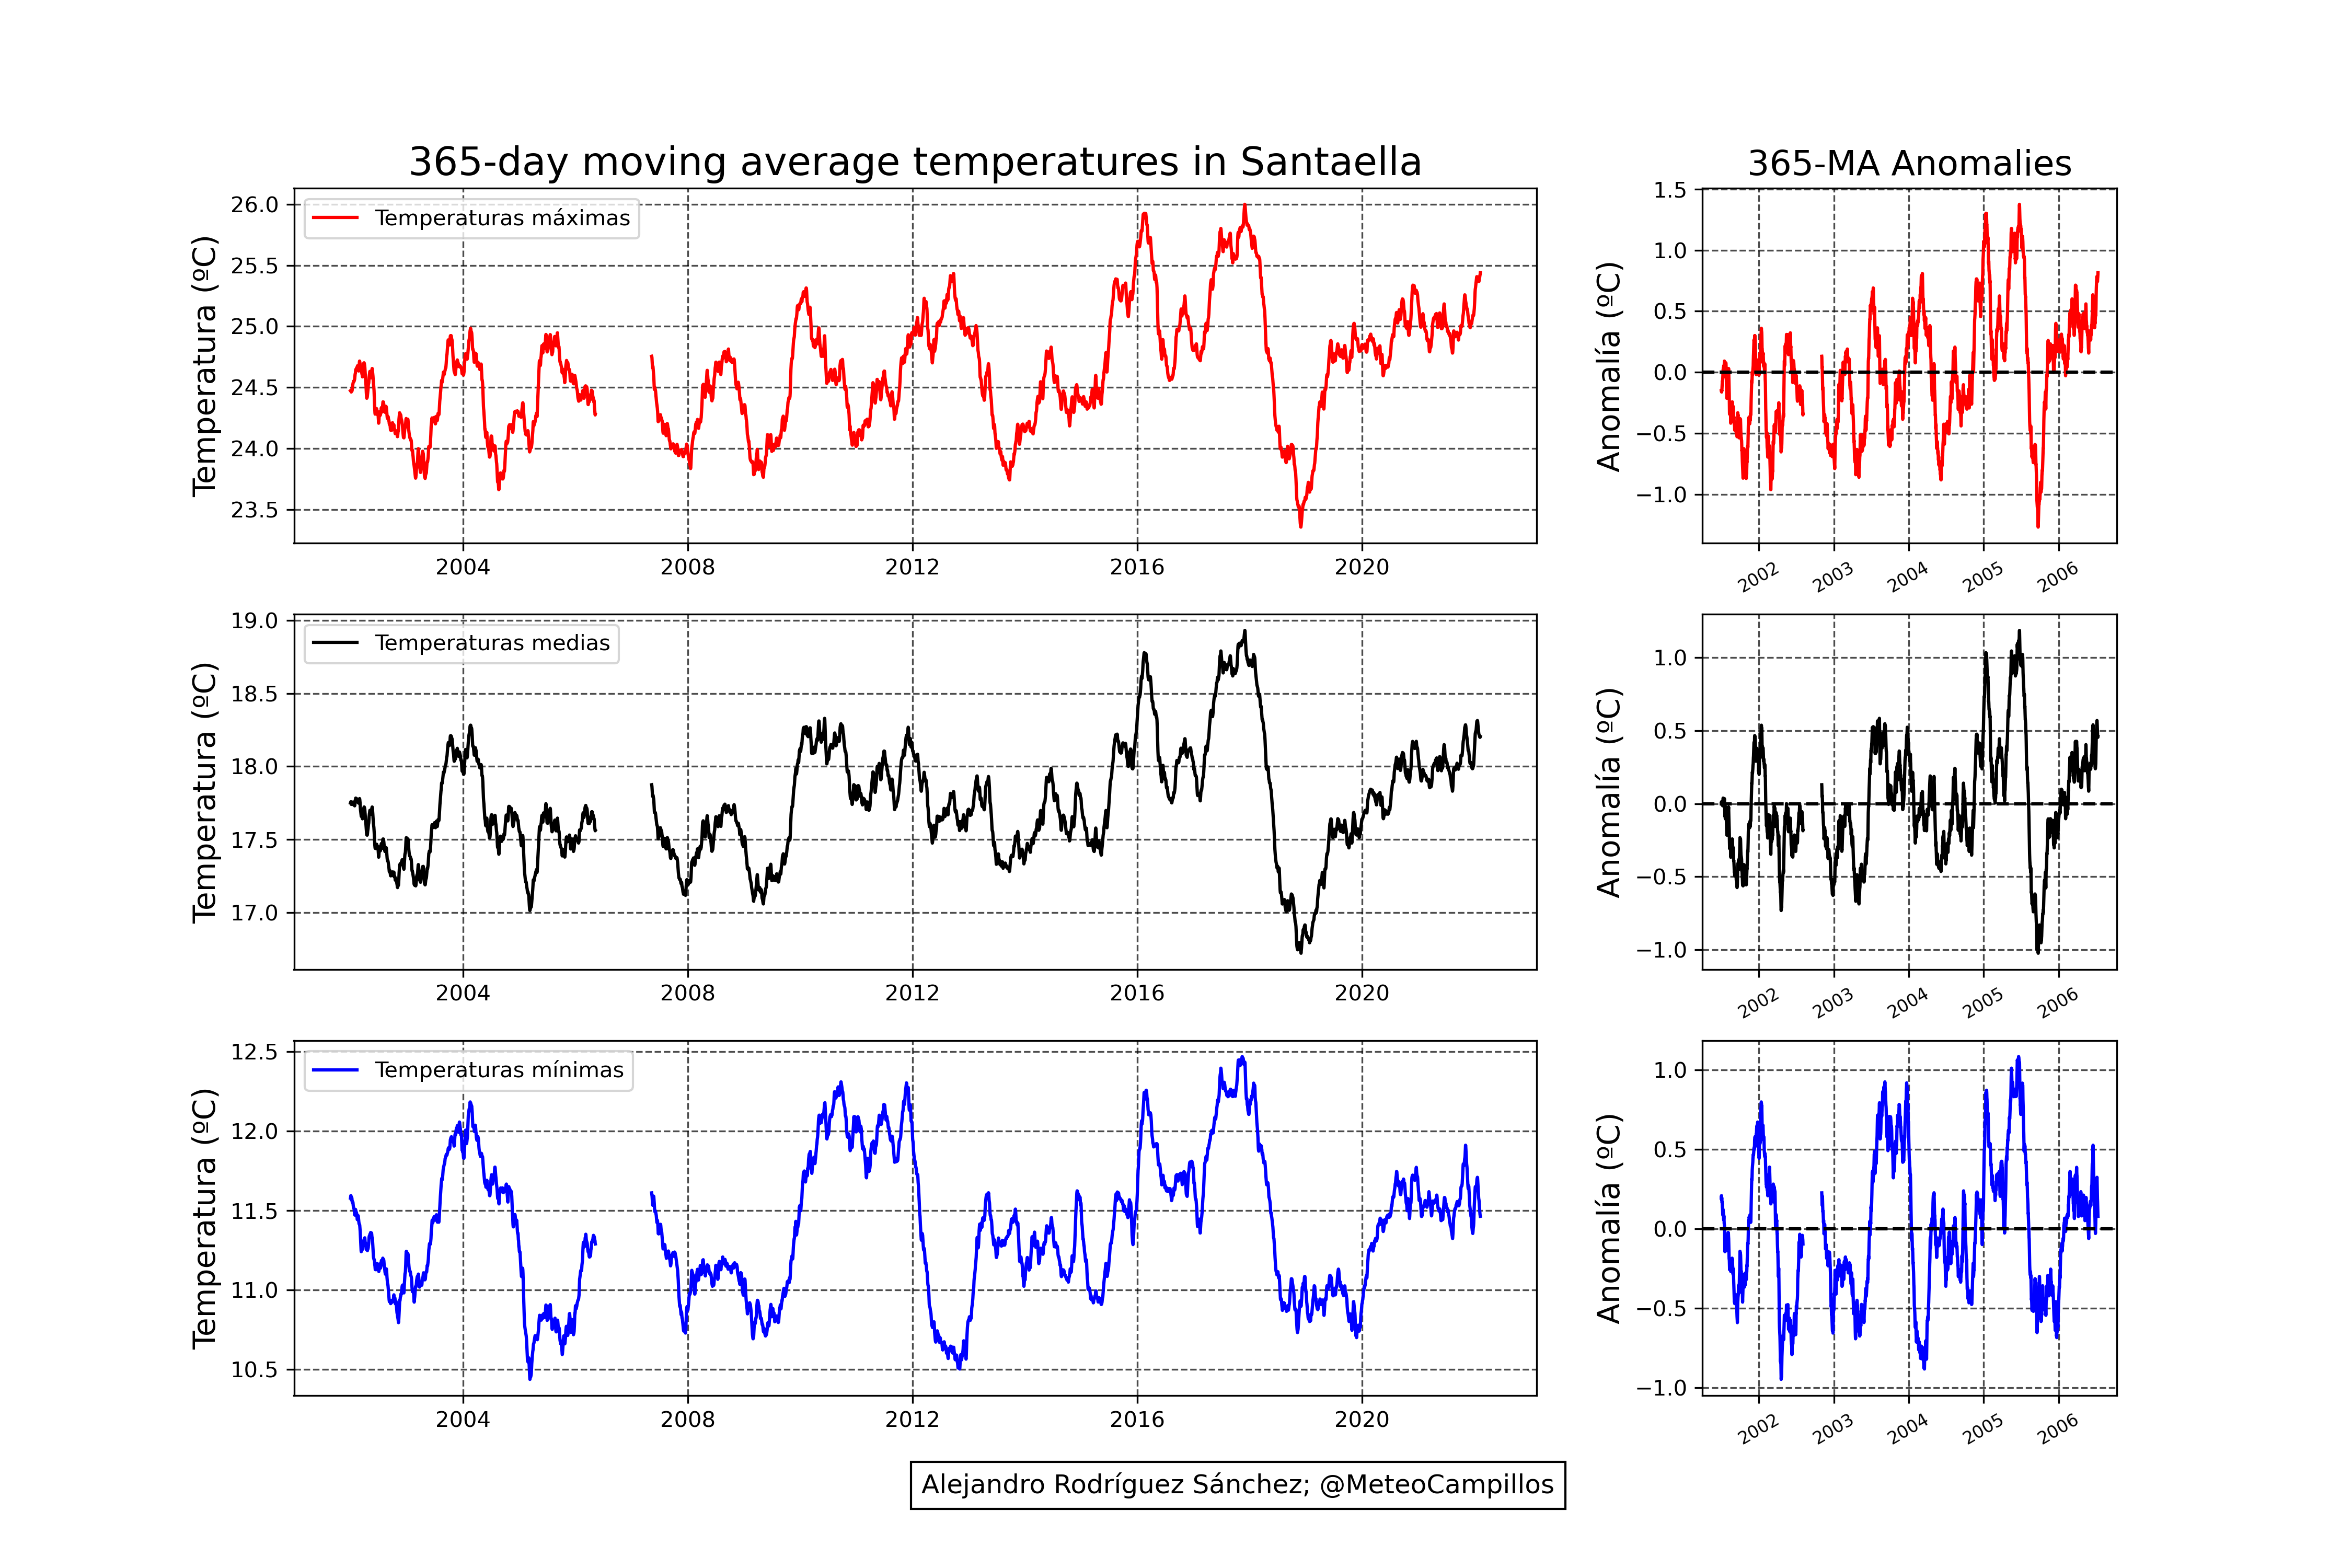 365-day moving average temperatures in Santaella
365-MA Anomalies
Temperatura (ºC)
26.0
25.5
25.0
24.5
24.0
23.5
Temperaturas máximas
2004 2008 2012 2016 2020
Anomalía (ºC)
1.5
1.0
0.5
0.0
−0.5
−1.0
2002 2003 2004 2005 2006
Temperatura (ºC)
19.0
18.5
18.0
17.5
17.0
Temperaturas medias
2004 2008 2012 2016 2020
Anomalía (ºC)
1.0
0.5
0.0
−0.5
−1.0
2002 2003 2004 2005 2006
Temperatura (ºC)
12.5
12.0
11.5
11.0
10.5
Temperaturas mínimas
2004 2008 2012 2016 2020
Anomalía (ºC)
1.0
0.5
0.0
−0.5
−1.0
2002 2003 2004 2005 2006
Alejandro Rodríguez Sánchez; @MeteoCampillos